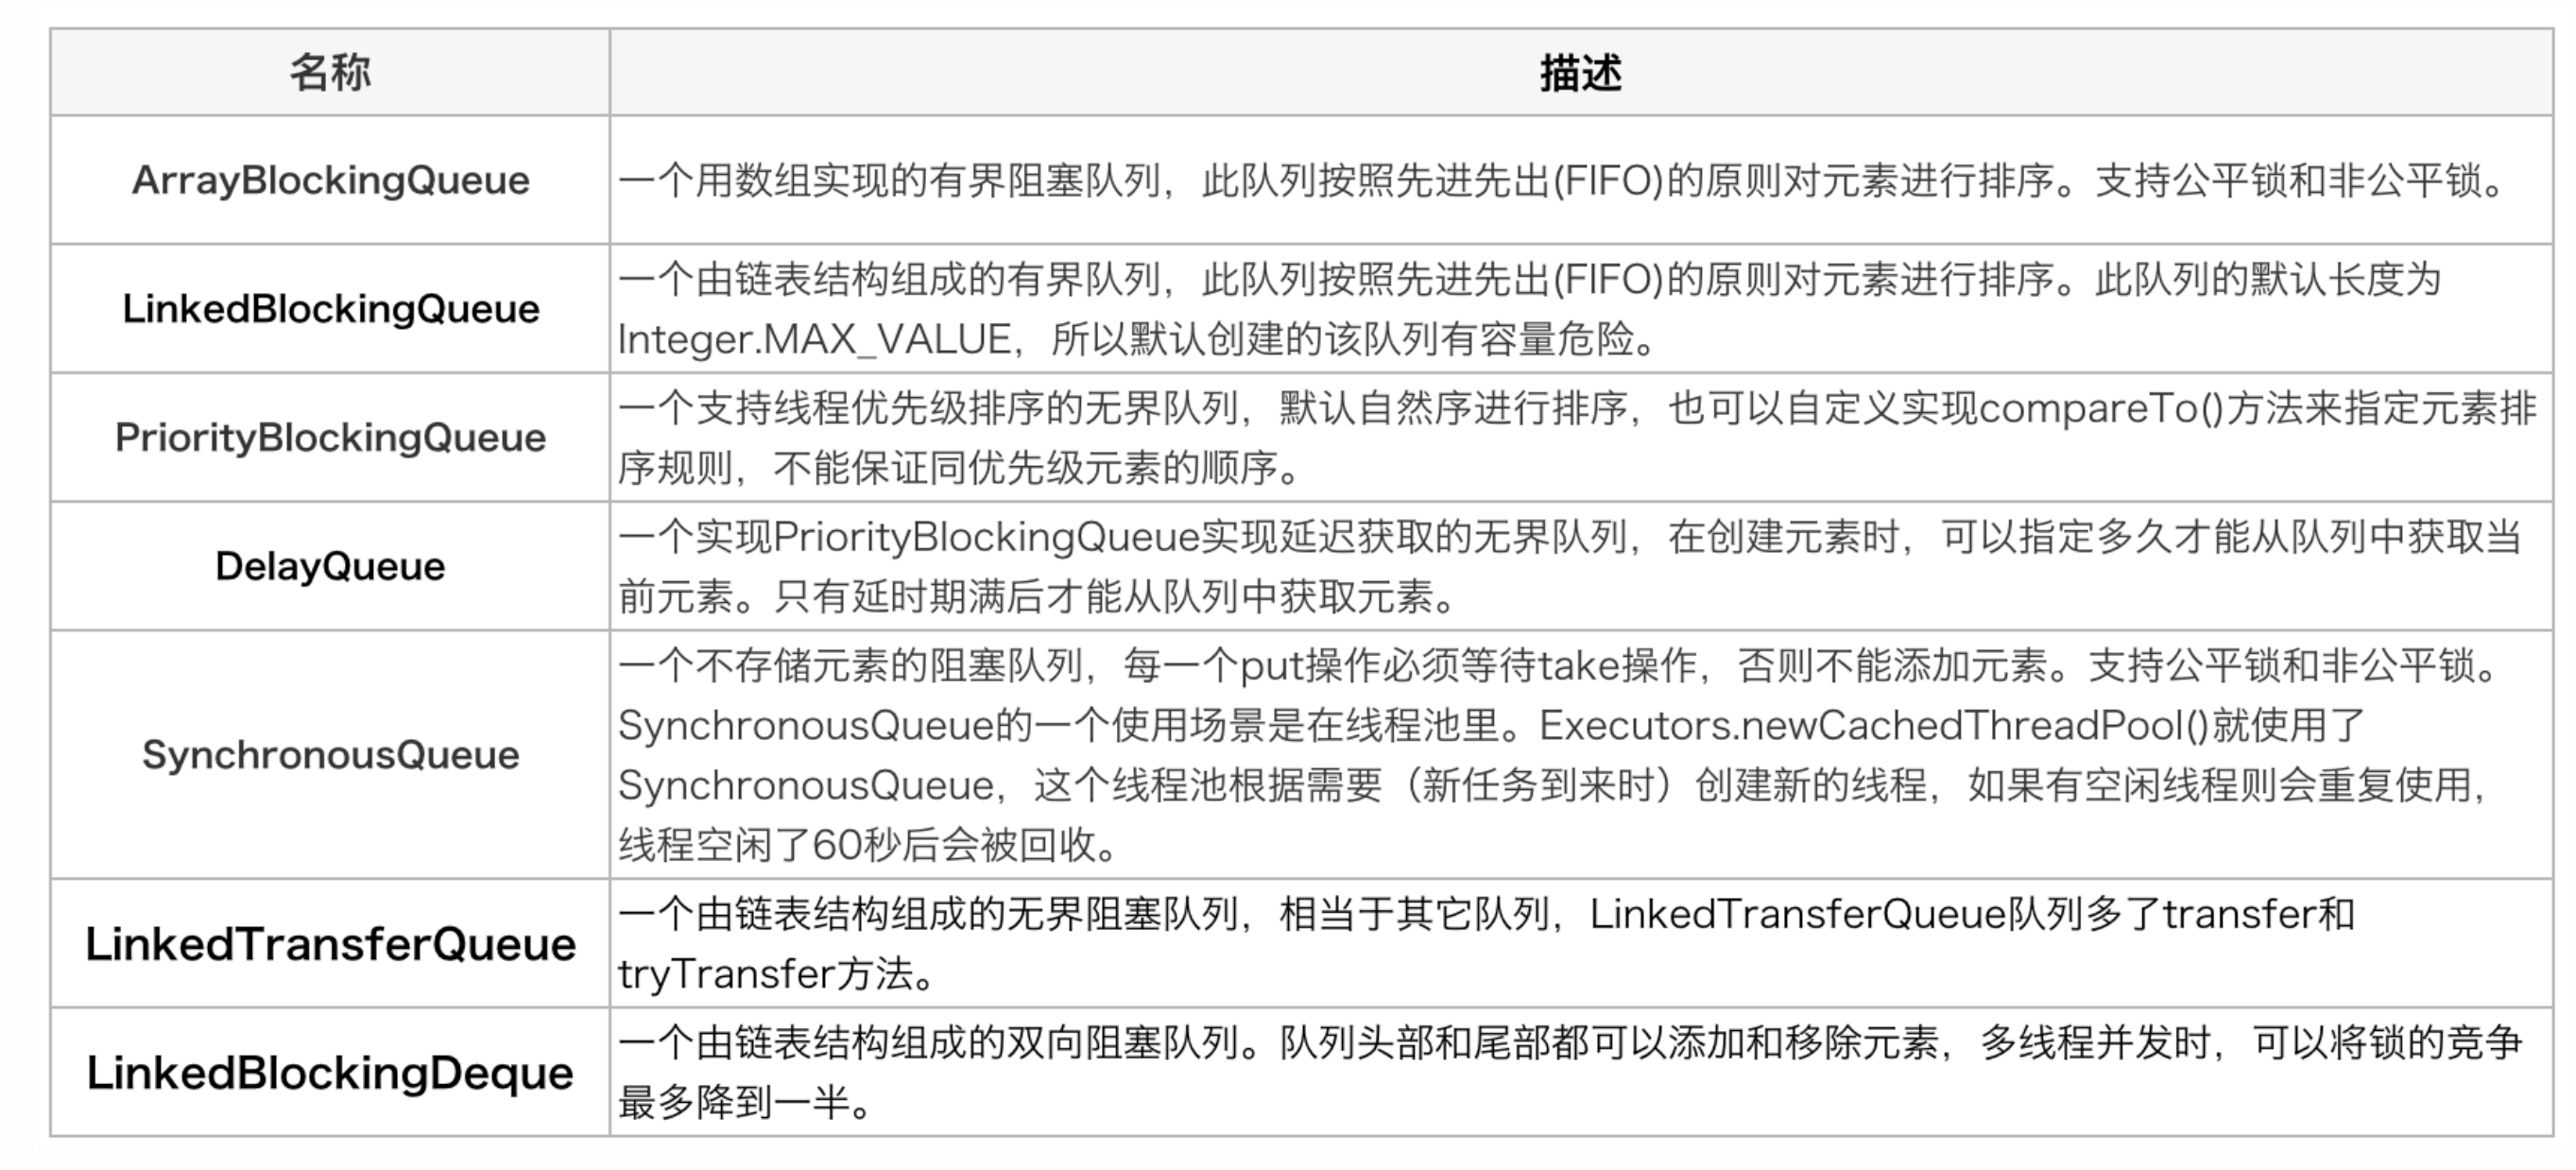 名称
描述
ArrayBlockingQueue
一个用数组实现的有界阻塞队列，此队列按照先进先出(FIFO)的原则对元素进行排序。支持公平锁和非公平锁。
LinkedBlockingQueue
一个由链表结构组成的有界队列，此队列按照先进先出(FIFO)的原则对元素进行排序。此队列的默认长度为
Integer.MAX_VALUE，所以默认创建的该队列有容量危险。
PriorityBlockingQueue
一个支持线程优先级排序的无界队列，默认自然序进行排序，也可以自定义实现compareTo()方法来指定元素排
序规则，不能保证同优先级元素的顺序。
DelayQueue
一个实现PriorityBlockingQueue实现延迟获取的无界队列，在创建元素时，可以指定多久才能从队列中获取当
前元素。只有延时期满后才能从队列中获取元素。
SynchronousQueue
一个不存储元素的阻塞队列，每一个put操作必须等待take操作，否则不能添加元素。支持公平锁和非公平锁。
SynchronousQueue的一个使用场景是在线程池里。Executors.newCachedThreadPool()就使用了
SynchronousQueue，这个线程池根据需要（新任务到来时）创建新的线程，如果有空闲线程则会重复使用，
线程空闲了60秒后会被回收。
LinkedTransferQueue
一个由链表结构组成的无界阻塞队列，相当于其它队列，LinkedTransferQueue队列多了transfer和
tryTransfer方法。
LinkedBlockingDeque
一个由链表结构组成的双向阻塞队列。队列头部和尾部都可以添加和移除元素，多线程并发时，可以将锁的竞争
最多降到一半。